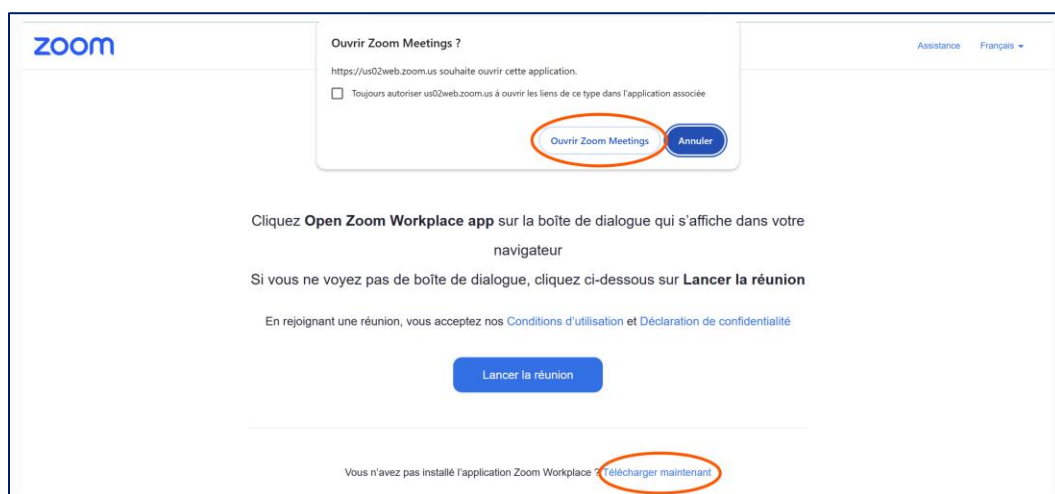 zoom
Ouvrir Zoom Meetings ?
https://us02web.zoom.us souhaite ouvrir cette application.
Toujours autoriser us02web.zoom.us à ouvrir les liens de ce type dans l'application associée
Ouvrir Zoom Meetings Annuler
Assistance Français
Cliquez Open Zoom Workplace app sur la boîte de dialogue qui s'affiche dans votre
navigateur
Si vous ne voyez pas de boîte de dialogue, cliquez ci-dessous sur Lancer la réunion
En rejoignant une réunion, vous acceptez nos Conditions d'utilisation et Déclaration de confidentialité
Lancer la réunion
Vous n'avez pas installé l'application Zoom Workplace ? Télécharger maintenant